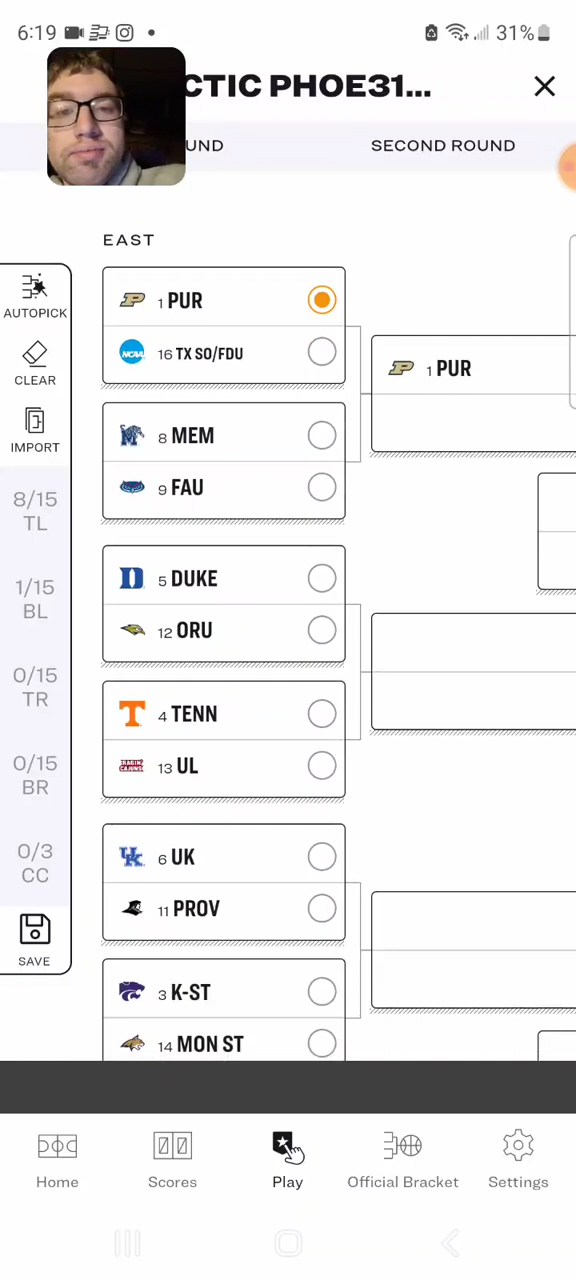 6:19
31%
CTIC PHOE31...
UND
SECOND ROUND
EAST
AUTOPICK
CLEAR
IMPORT
8/15
TL
1/15
BL
0/15
TR
0/15
BR
0/3
CC
SAVE
1 PUR
16 TX SO/FDU
8 MEM
9 FAU
5 DUKE
12 ORU
4 TENN
13 UL
6 UK
11 PROV
3 K-ST
14 MON ST
1 PUR
Home
Scores
Play
Official Bracket
Settings